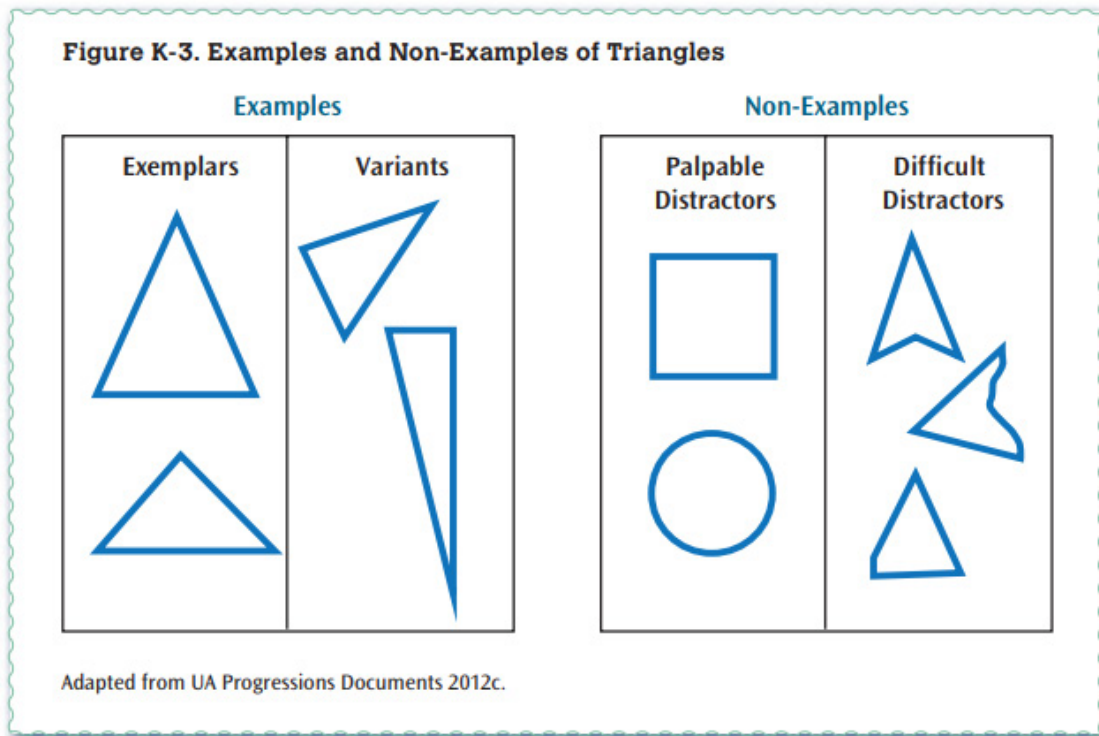 Figure K-3. Examples and Non-Examples of Triangles
Examples
Exemplars
Variants
Non-Examples
Palpable
Distractors
Difficult
Distractors
Adapted from UA Progressions Documents 2012c.